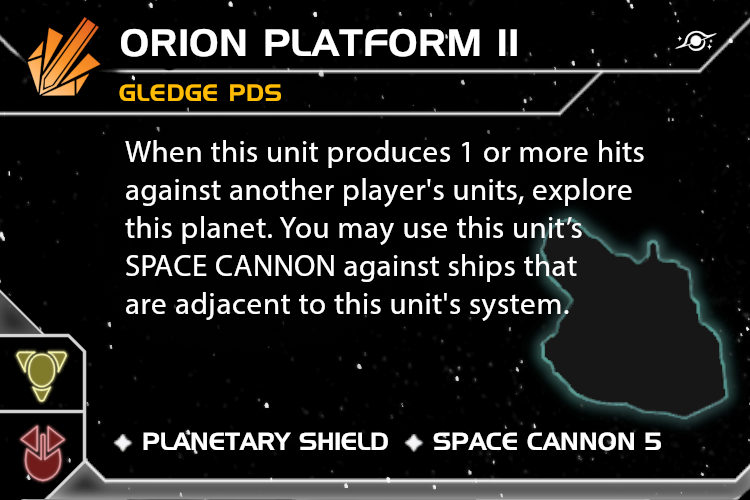 ORION PLATFORM II
GLEDGE PDS
When this unit produces 1 or more hits
against another player's units, explore
this planet. You may use this unit’s
SPACE CANNON against ships that
are adjacent to this unit's system.
PLANETARY SHIELD SPACE CANNON 5